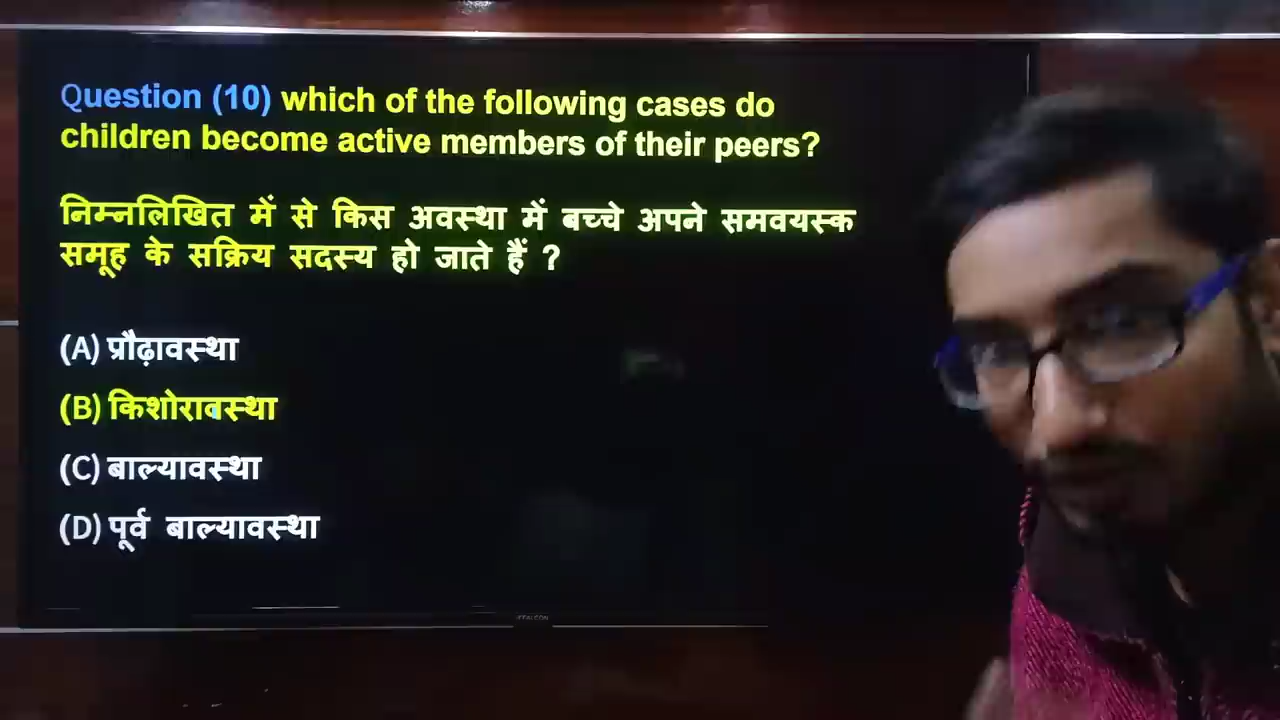 Question (10) which of the following cases do
children become active members of their peers?
निम्नलिखित में से किस अवस्था में बच्चे अपने समवयस्क
समूह के सक्रिय सदस्य हो जाते हैं ?
(A) प्रौढ़ावस्था
(B) किशोरावस्था
(C) बाल्यावस्था
(D) पूर्व बाल्यावस्था
iFFALCON